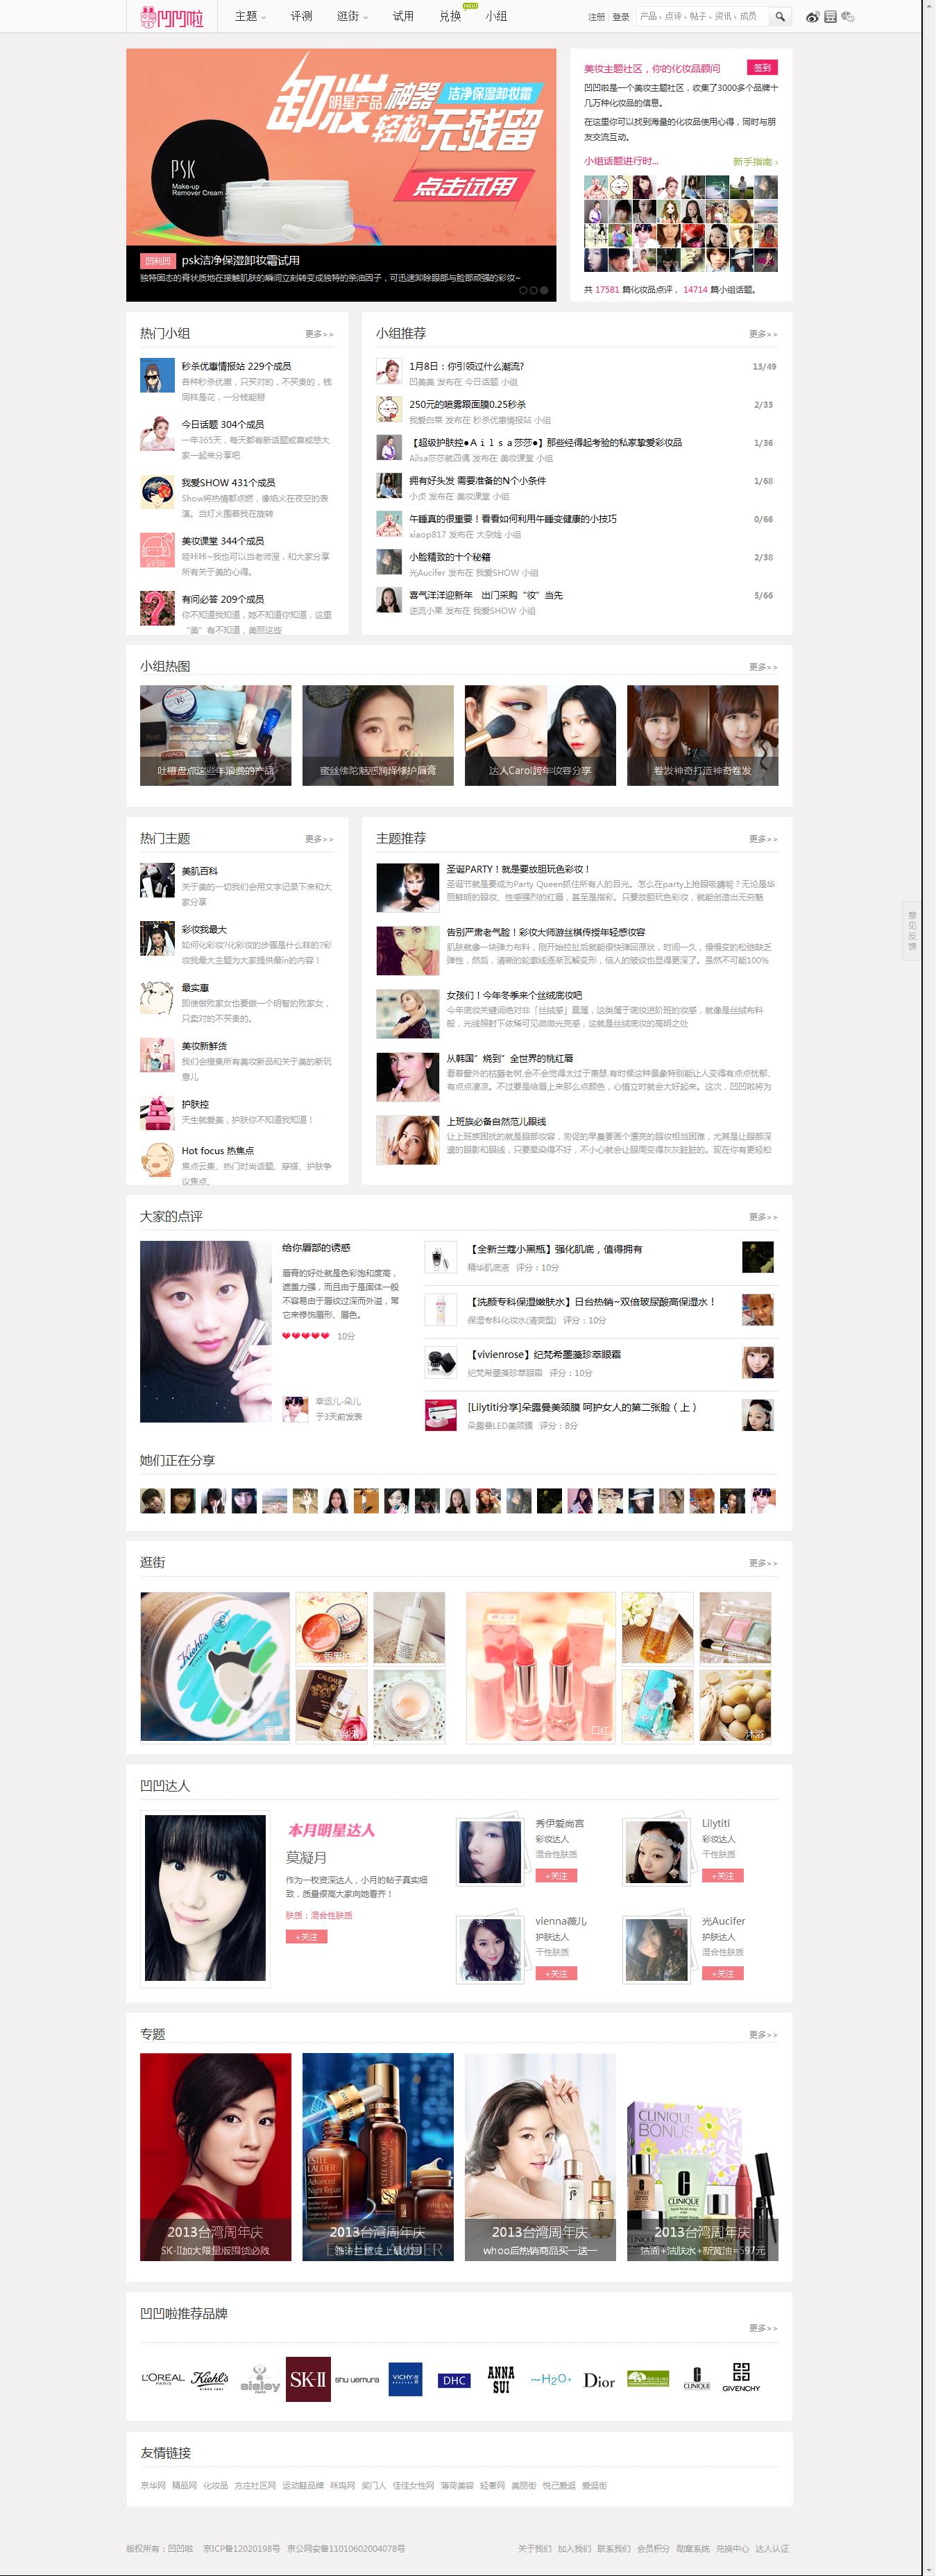 凹凹啦
主题
评测
逛街
试用
兑换
NEW
小组
注册 | 登录
产品、点评、帖子、资讯、成员
卸妆
明星产品
神器
洁净保湿卸妆霜
轻松无残留
点击试用
PSK
Make-up
Remover Cream
凹利凹
psk洁净保湿卸妆霜试用
独特固态的膏状质地在接触肌肤的瞬间立刻转变成独特的亲油因子，可迅速卸除眼部与脸部顽强的彩妆~
美妆主题社区，你的化妆品顾问
签到
凹凹啦是一个美妆主题社区，收集了3000多个品牌十
几万种化妆品的信息。
在这里你可以找到海量的化妆品使用心得，同时与朋
友交流互动。
小组话题进行时...
新手指南 ›
共 17581 篇化妆品点评， 14714 篇小组话题。
热门小组
更多>>
秒杀优惠情报站 229个成员
各种秒杀优惠，只买对的，不买贵的，钱
同样是花，一分钱能掰
今日话题 304个成员
一年365天，每天都有新话题或喜或悲大
家一起来分享吧
我爱SHOW 431个成员
Show将热情都点燃，像焰火在夜空的表
演。当灯火围着我在旋转
美妆课堂 344个成员
哇咔咔~我也可以当老师涅，和大家分享
所有关于美的心得。
有问必答 209个成员
你不知道我知道，她不知道你知道，这里
“美”有不知道，美丽这些
小组推荐
更多>>
1月8日：你引领过什么潮流?
13/49
凹美美 发布在 今日话题 小组
250元的喷雾跟面膜0.25秒杀
2/33
我爱白菜 发布在 秒杀优惠情报站 小组
【超级护肤控●Ａｉｌｓａ莎莎●】那些经得起考验的私家挚爱彩妆品
1/36
Ailsa莎莎就四偶 发布在 美妆课堂 小组
拥有好头发 需要准备的N个小条件
1/68
小贞 发布在 美妆课堂 小组
午睡真的很重要！看看如何利用午睡变健康的小技巧
0/66
xiaop817 发布在 大杂烩 小组
小脸精致的十个秘籍
2/38
光Aucifer 发布在 我爱SHOW 小组
喜气洋洋迎新年　出门采购“妆”当先
5/66
逆流小果 发布在 我爱SHOW 小组
小组热图
更多>>
吐槽盘点这些年浪费的产品
蜜丝佛陀魅惑润泽修护唇膏
达人Carol跨年妆容分享
卷发神奇打造神奇卷发
热门主题
更多>>
美肌百科
关于美的一切我们会用文字记录下来和大
家分享
彩妆我最大
如何化彩妆?化彩妆的步骤是什么样的?彩
妆我最大主题为大家提供最in的内容！
最实惠
即使做败家女也要做一个明智的败家女，
只卖对的不买贵的。
美妆新鲜货
我们会搜集所有美妆新品和关于美的新玩
意儿
护肤控
天生就爱美，护肤你不知道我知道！
Hot focus 热焦点
焦点云集、热门时尚话题、穿搭、护肤争
议焦点、
主题推荐
更多>>
圣诞PARTY！就是要放胆玩色彩妆！
圣诞节就是要成为Party Queen抓住所有人的目光。怎么在party上抢眼吸睛呢？无论是华
丽鲜明的眼妆、性感强烈的红唇，甚至是指彩。只要放胆玩色彩妆，就能创造出无穷魅
告别严肃老气脸！彩妆大师游丝棋传授年轻感妆容
肌肤就像一块弹力布料，刚开始拉扯后就能很快弹回原状，时间一久，慢慢变的松弛缺乏
弹性，然后，清晰的轮廓线逐渐瓦解变形，恼人的皱纹也显得更深了。虽然不可能100%
女孩们！今年冬季来个丝绒底妆吧
今年底妆关键词绝对非「丝绒感」莫属，这类属于底妆进阶班的妆感，就像是丝绒布料
般，光线照射下依稀可见微微光亮感，这就是丝绒底妆的高明之处
从韩国”烧到”全世界的桃红唇
看着窗外的枯藤老树,会不会觉得太过于萧瑟,有时候这种景象特别能让人变得有点点忧郁、
有点点凄凉。不过要是给唇上来那么点颜色，心情立时就会大好起来。这次，凹凹啦将为
上班族必备自然范儿眼线
让上班族困扰的就是眼部妆容，匆促的早晨要画个漂亮的眼妆相当困难，尤其是让眼部深
邃的眼影和眼线，只要晕染得不好，不小心就会让眼周变得灰灰脏脏的。现在你有更轻松
意见反馈
大家的点评
更多>>
给你唇部的诱惑
唇膏的好处就是色彩饱和度高，
遮盖力强，而且由于是固体一般
不容易由于唇纹过深而外溢，常
它来修饰唇形、唇色。
10分
幸运儿-朵儿
于3天前发表
【全新兰蔻小黑瓶】强化肌底，值得拥有
精华肌底液 评分：10分
【洗颜专科保湿嫩肤水】日台热销~双倍玻尿酸高保湿水！
保湿专科化妆水(清爽型) 评分：10分
【vivienrose】纪梵希墨藻珍萃眼霜
纪梵希墨藻珍萃眼霜 评分：10分
[Lilytiti分享]朵露曼美颈膜 呵护女人的第二张脸（上）
朵露曼LED美颈膜 评分：8分
她们正在分享
逛街
更多>>
Kiehl's
口红
沐浴
凹凹达人
本月明星达人
莫凝月
作为一枚资深达人，小月的帖子真实细
致，质量很高大家向她看齐！
肤质：混合性肤质
+关注
秀伊爱尚宫
彩妆达人
混合性肤质
+关注
Lilytiti
彩妆达人
干性肤质
+关注
vienna薇儿
护肤达人
干性肤质
+关注
光Aucifer
护肤达人
混合性肤质
+关注
专题
更多>>
2013台湾周年庆
SK-II加大限量版囤货必败
ESTEE
LAUDER
Advanced
Night Repair
2013台湾周年庆
雅诗兰黛史上最优惠
2013台湾周年庆
whoo后热销商品买一送一
CLINIQUE
BONUS
CLINIQUE
2013台湾周年庆
洁面+洁肤水+新黄油=597元
凹凹啦推荐品牌
更多>>
L'ORÉAL
PARIS
Kiehl's
SINCE 1851
sisley
PARIS
SK-II
shu uemura
VICHY
DHC
ANNA
SUI
~H2O+
Dior
ORIGINS
CLINIQUE
GIVENCHY
友情链接
京华网 精品网 化妆品 方庄社区网 运动鞋品牌 咪鸣网 奖门人 佳佳女性网 薄荷美容 轻奢网 美丽街 悦己爱逛 爱逛街
版权所有：凹凹啦 京ICP备12020198号 京公网安备11010602004078号
关于我们 加入我们 联系我们 会员积分 勋章系统 兑换中心 达人认证